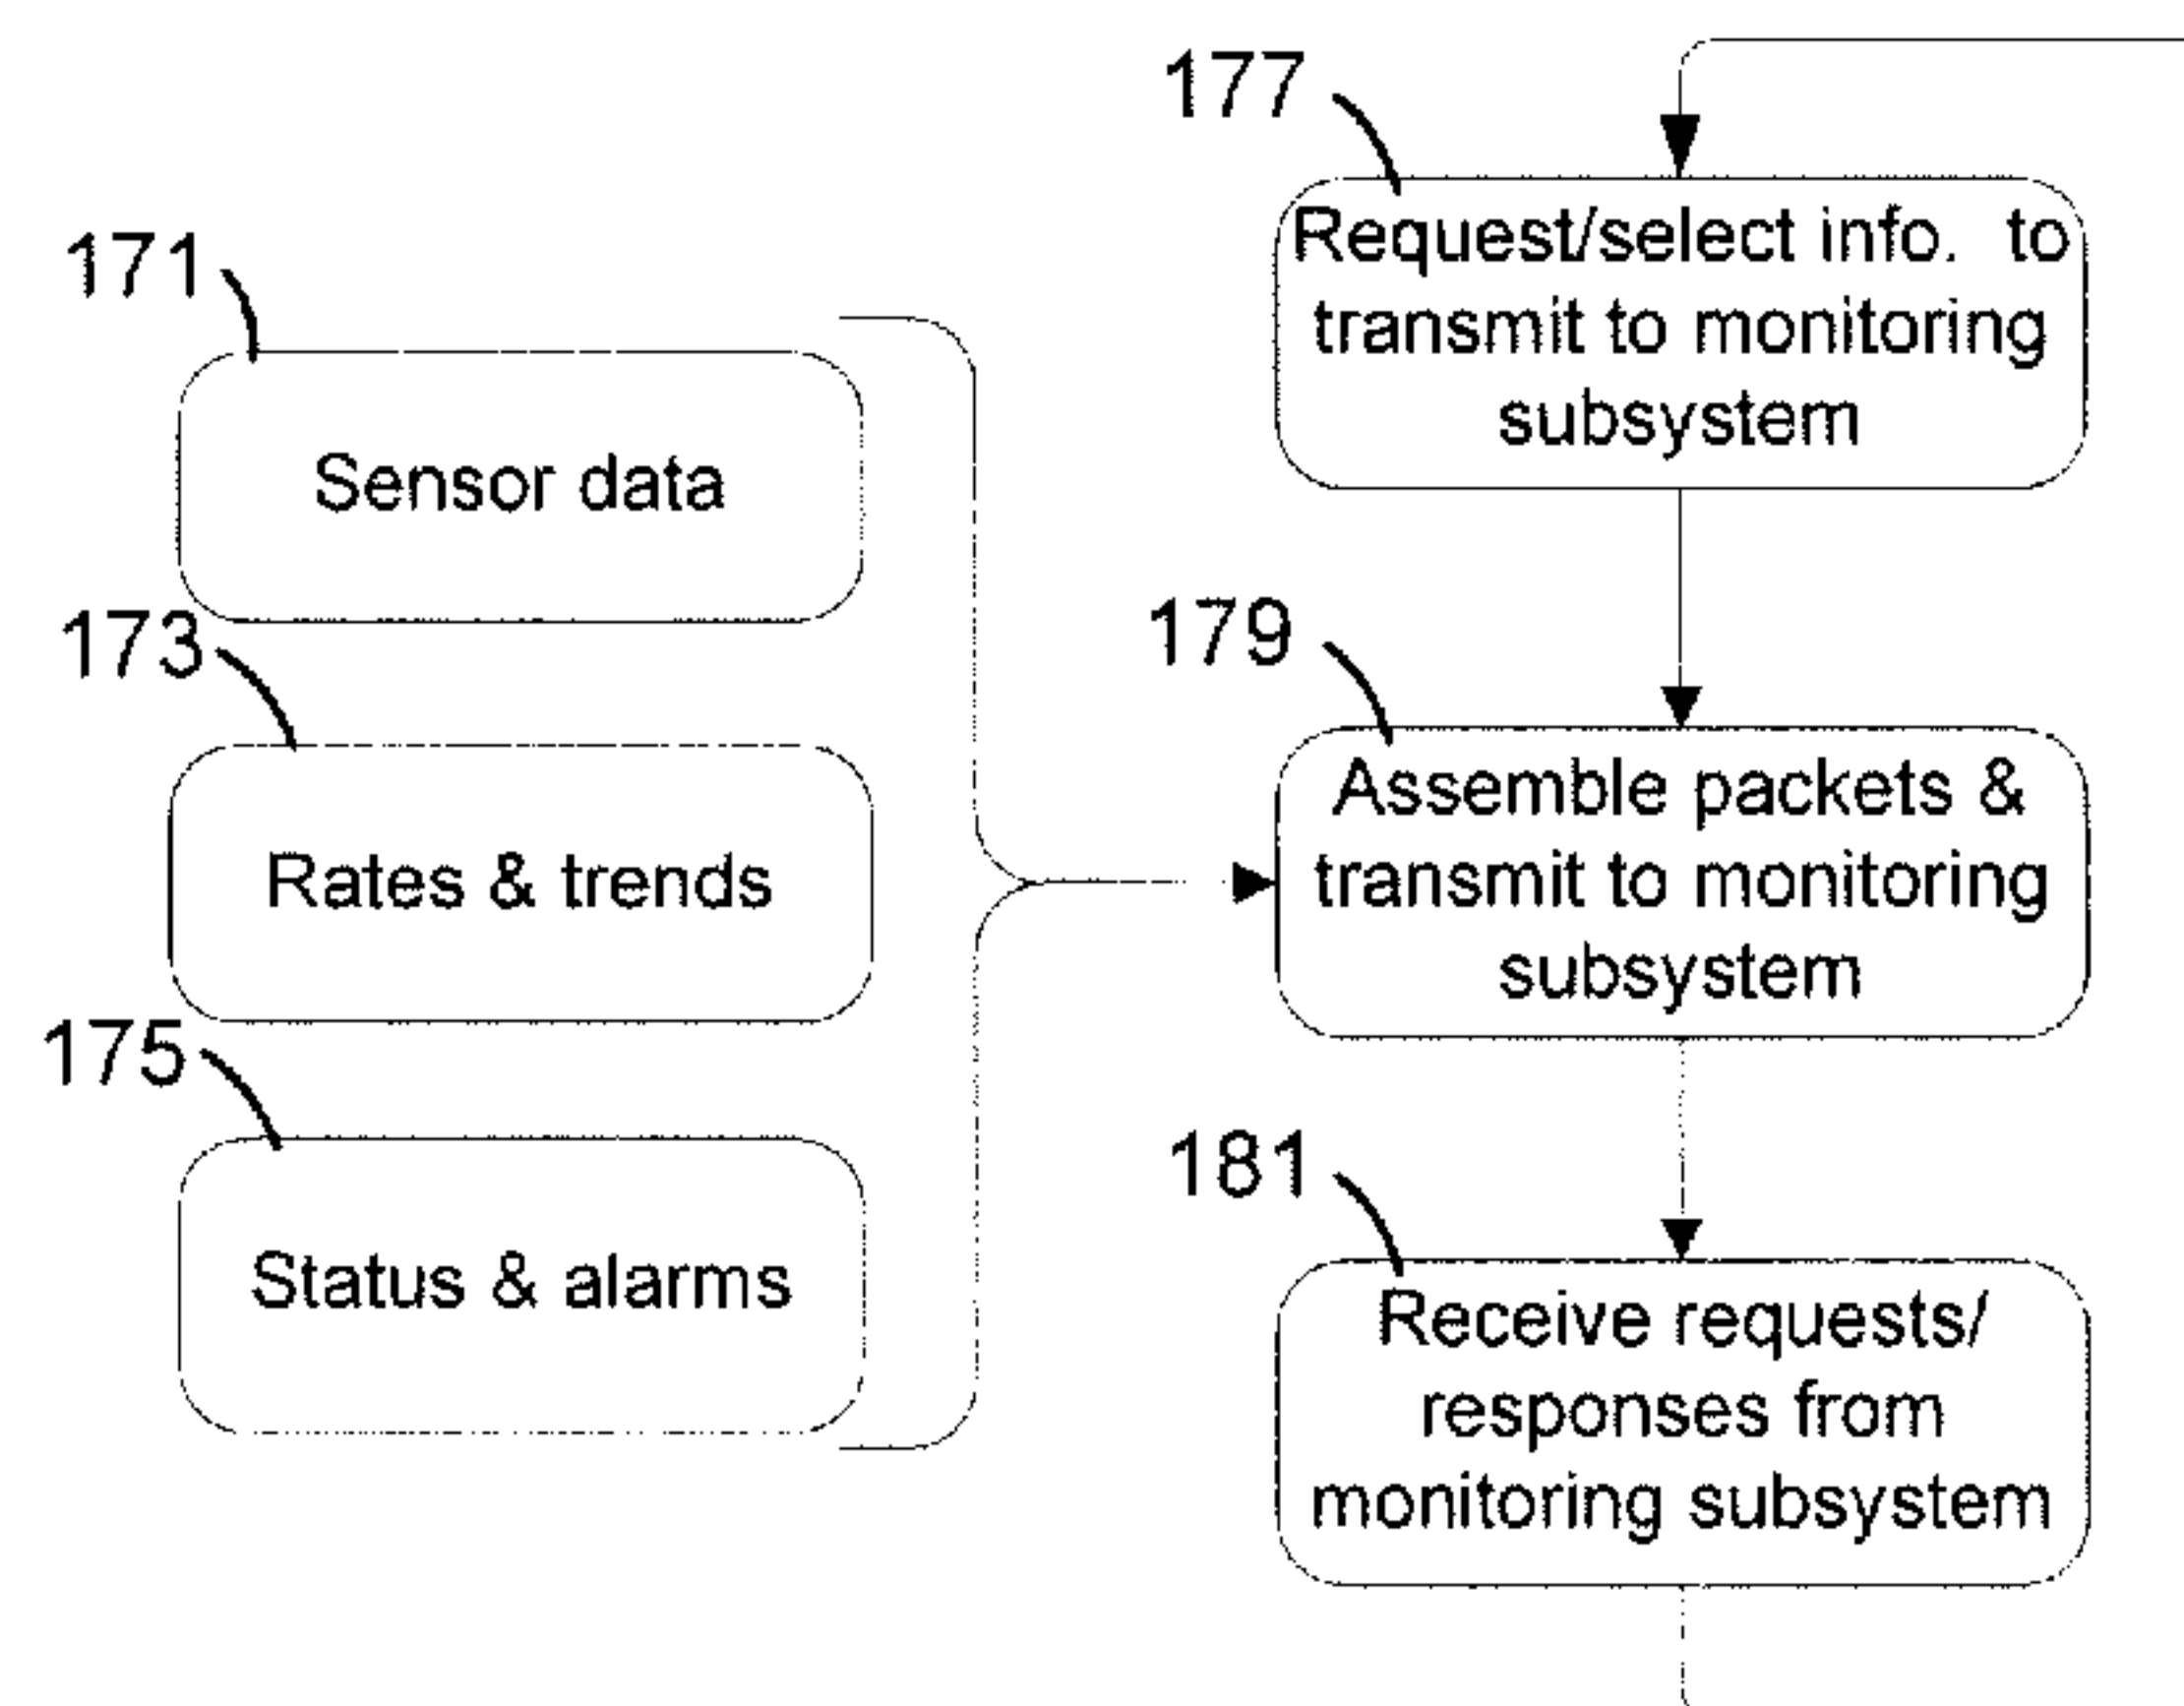 171
Sensor data
173
Rates & trends
175
Status & alarms
177
Request/select info. to
transmit to monitoring
subsystem
179
Assemble packets &
transmit to monitoring
subsystem
181
Receive requests/
responses from
monitoring subsystem